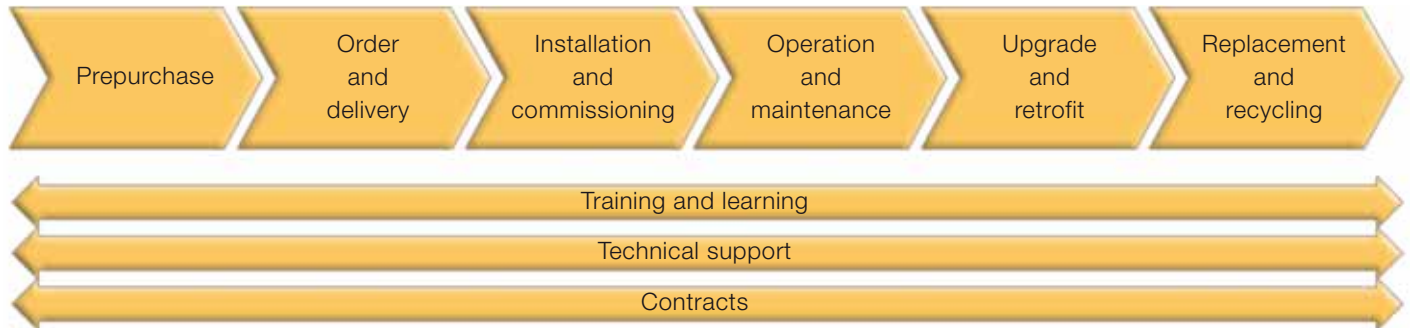 Prepurchase
Order
and
delivery
Installation
and
commissioning
Operation
and
maintenance
Upgrade
and
retrofit
Replacement
and
recycling
Training and learning
Technical support
Contracts